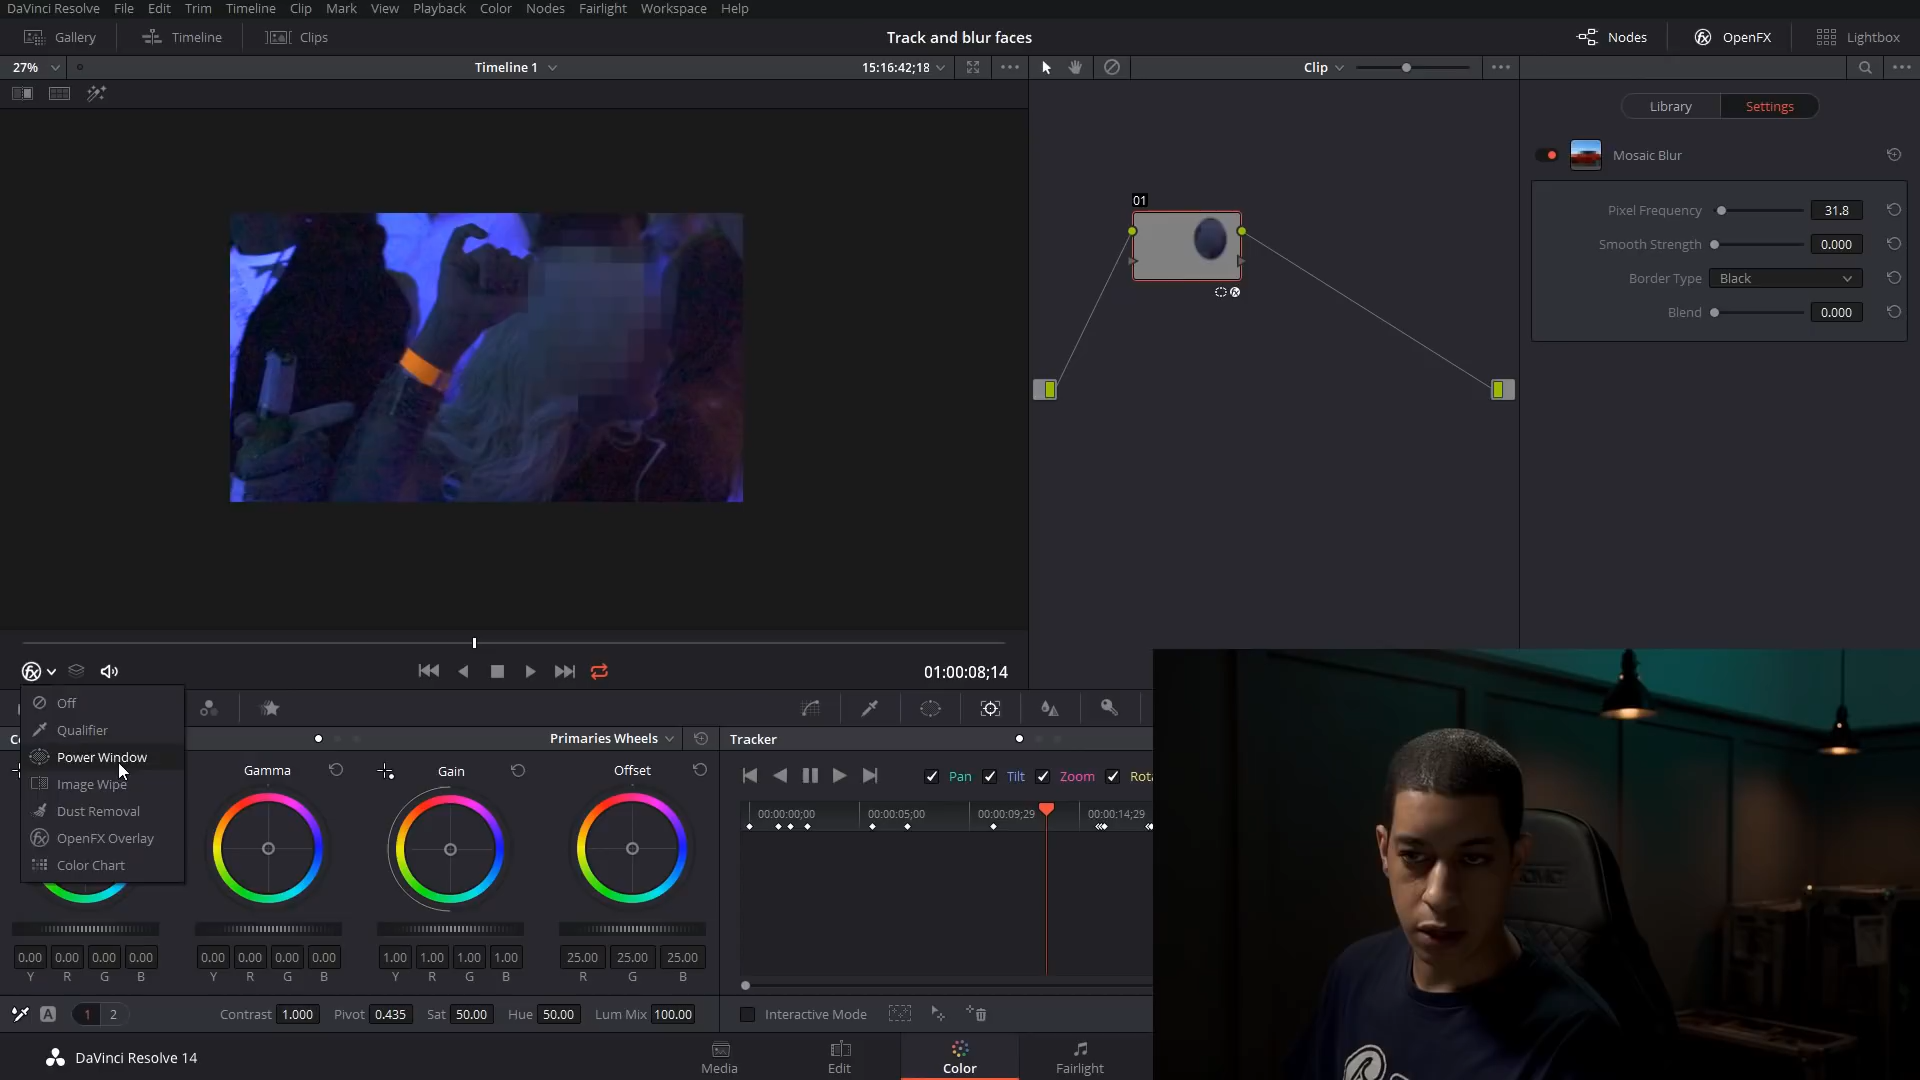 DaVinci Resolve File Edit Trim Timeline Clip Mark View Playback Color Nodes Fairlight Workspace Help
Gallery Timeline Clips Track and blur faces Nodes OpenFX Lightbox
27% Timeline 1 15:16:42;18 Clip
Library Settings
Mosaic Blur
01
Pixel Frequency 31.8
Smooth Strength 0.000
Border Type Black
Blend 0.000
01:00:08;14
Off
Qualifier
Power Window
Image Wipe
Dust Removal
OpenFX Overlay
Color Chart
Primaries Wheels
Tracker
Gamma Gain Offset
Pan Tilt Zoom Rota
00:00:00;00 00:00:05;00 00:00:09;29 00:00:14;29
0.00 0.00 0.00 0.00 0.00 0.00 0.00 0.00 1.00 1.00 1.00 1.00 25.00 25.00 25.00
Y R G B Y R G B Y R G B R G B
A 1 2 Contrast 1.000 Pivot 0.435 Sat 50.00 Hue 50.00 Lum Mix 100.00
Interactive Mode
DaVinci Resolve 14 Media Edit Color Fairlight